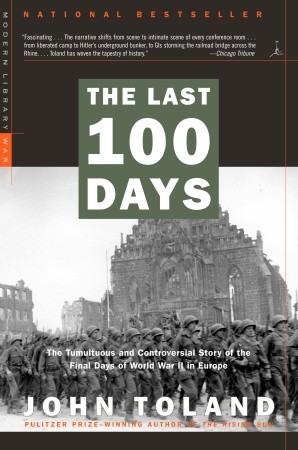 NATIONAL BESTSELLER
MODERN LIBRARY WAR
"Fascinating . . . The narrative shifts from scene to intimate scene of every conference room . . .
from liberated camp to Hitler's underground bunker, to GIs storming the railroad bridge across the
Rhine. . . . Toland has woven the tapestry of history." —Chicago Tribune
THE LAST
100
DAYS
The Tumultuous and Controversial Story of the
Final Days of World War II in Europe
JOHN TOLAND
PULITZER PRIZE–WINNING AUTHOR OF THE RISING SUN